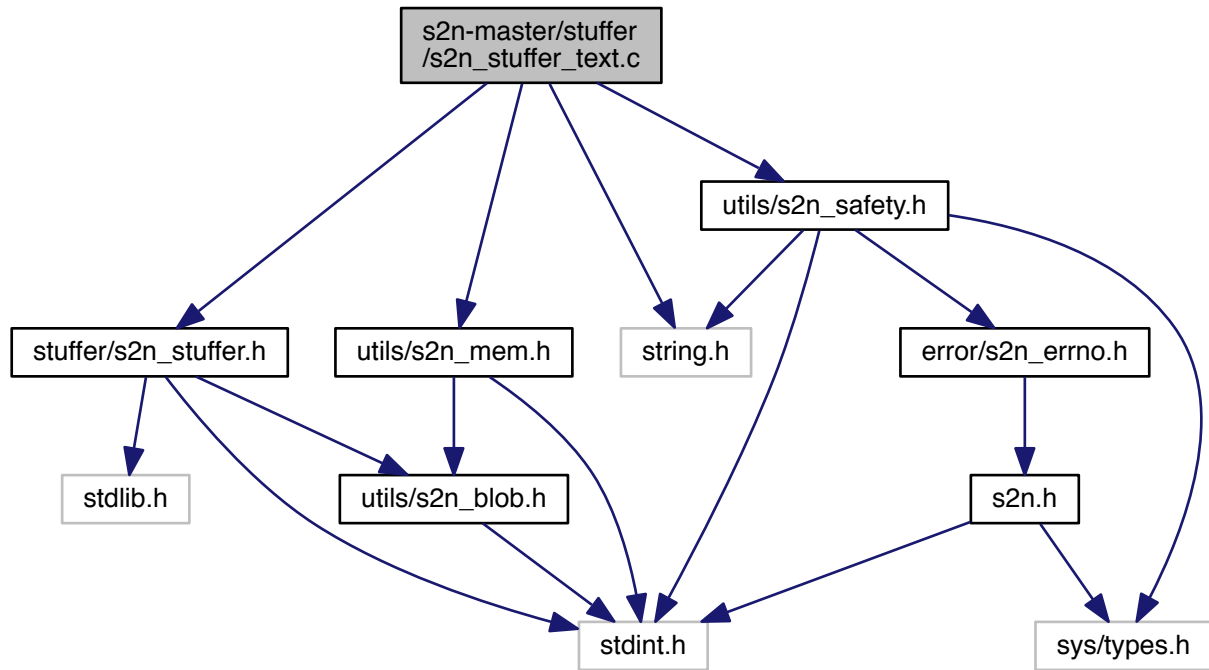 s2n-master/stuffer
/s2n_stuffer_text.c
utils/s2n_safety.h
stuffer/s2n_stuffer.h
utils/s2n_mem.h
string.h
error/s2n_errno.h
stdlib.h
utils/s2n_blob.h
s2n.h
stdint.h
sys/types.h